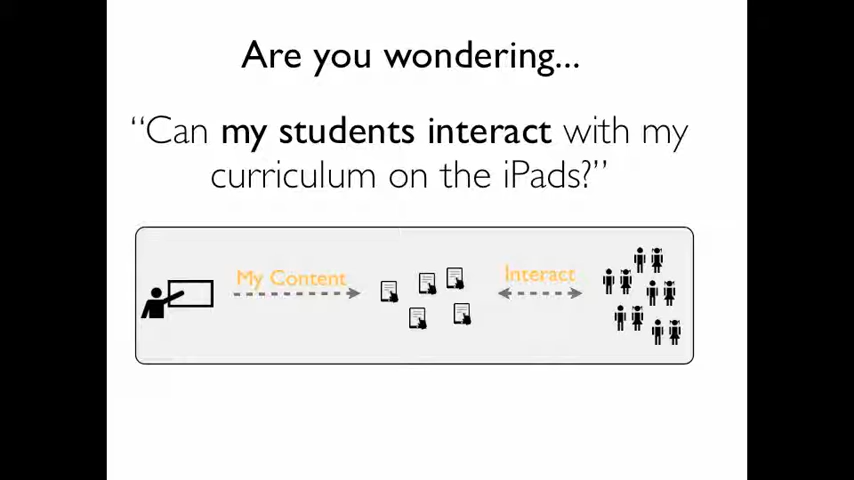 Are you wondering...
“Can my students interact with my
curriculum on the iPads?”
My Content
Interact